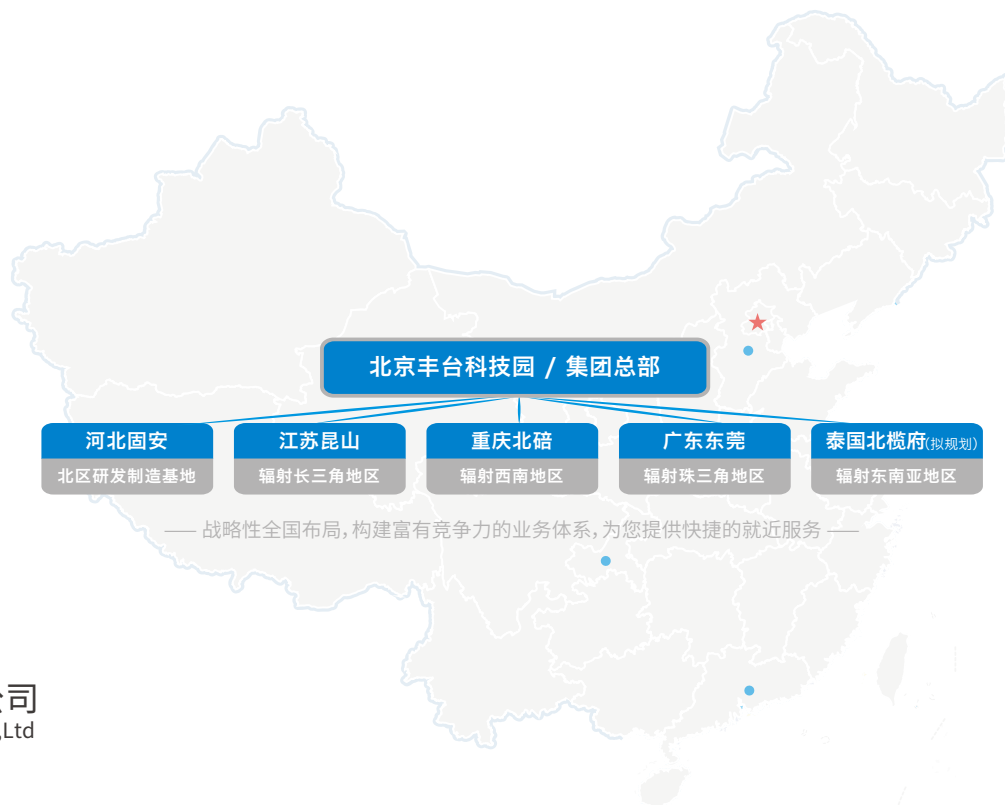 北京丰台科技园 / 集团总部
河北固安
北区研发制造基地
江苏昆山
辐射长三角地区
重庆北碚
辐射西南地区
广东东莞
辐射珠三角地区
泰国北榄府(拟规划)
辐射东南亚地区
—— 战略性全国布局，构建富有竞争力的业务体系，为您提供快捷的就近服务 ——
公司
,Ltd